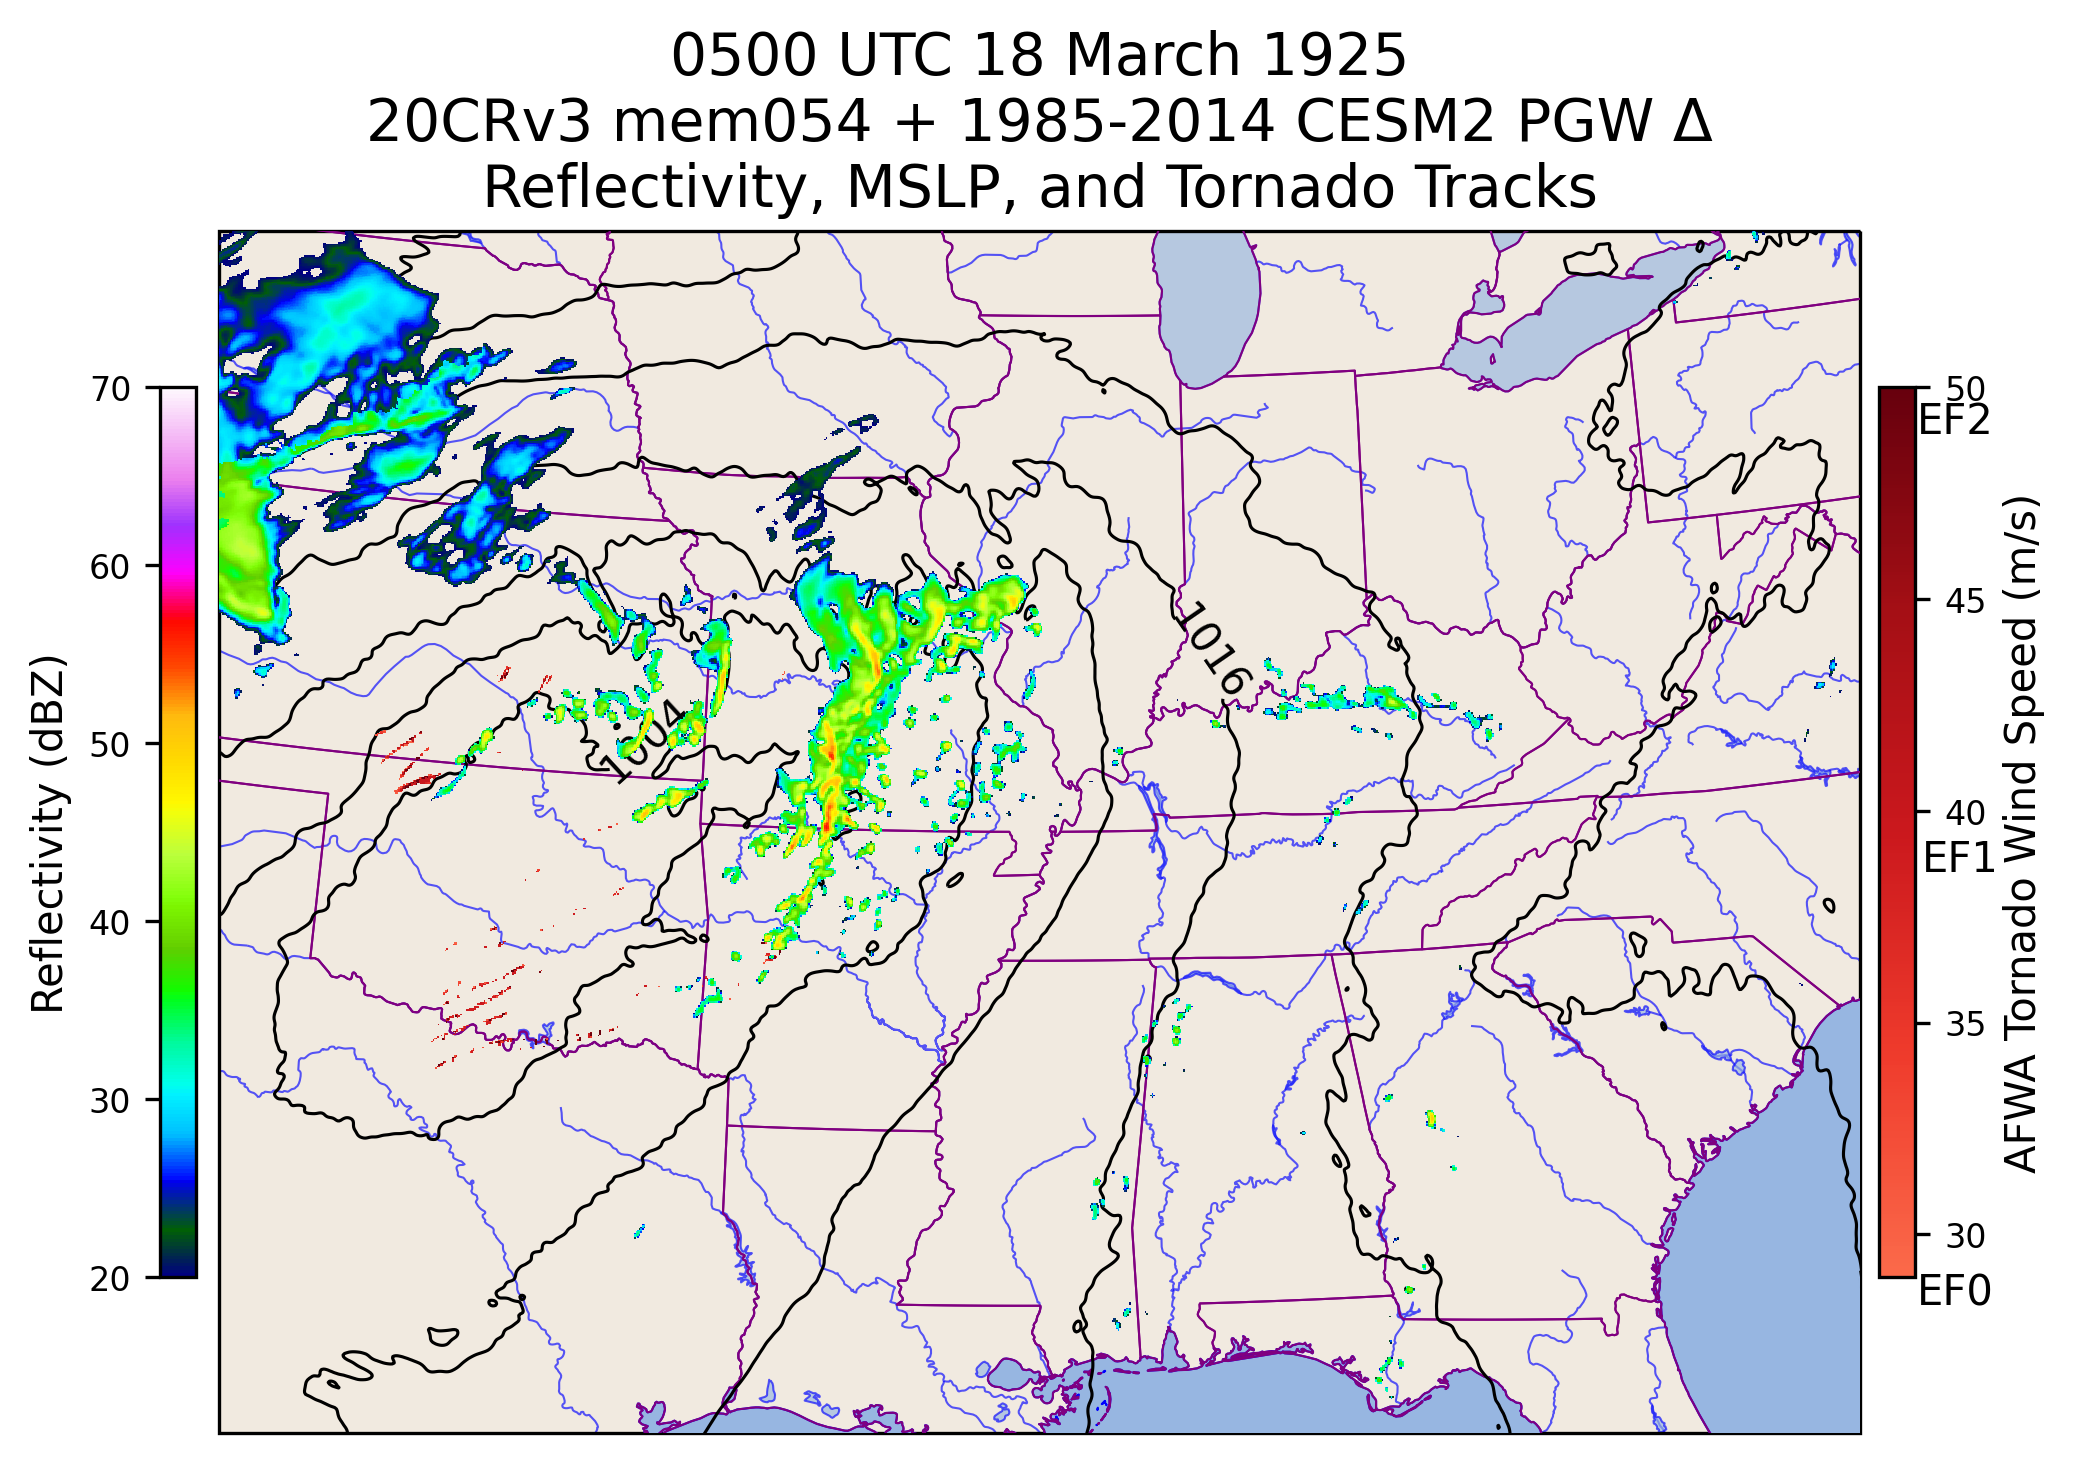 0500 UTC 18 March 1925
20CRv3 mem054 + 1985-2014 CESM2 PGW Δ
Reflectivity, MSLP, and Tornado Tracks
70
60
50
40
30
20
Reflectivity (dBZ)
1016
1004
50
EF2
45
40
EF1
35
30
EF0
AFWA Tornado Wind Speed (m/s)